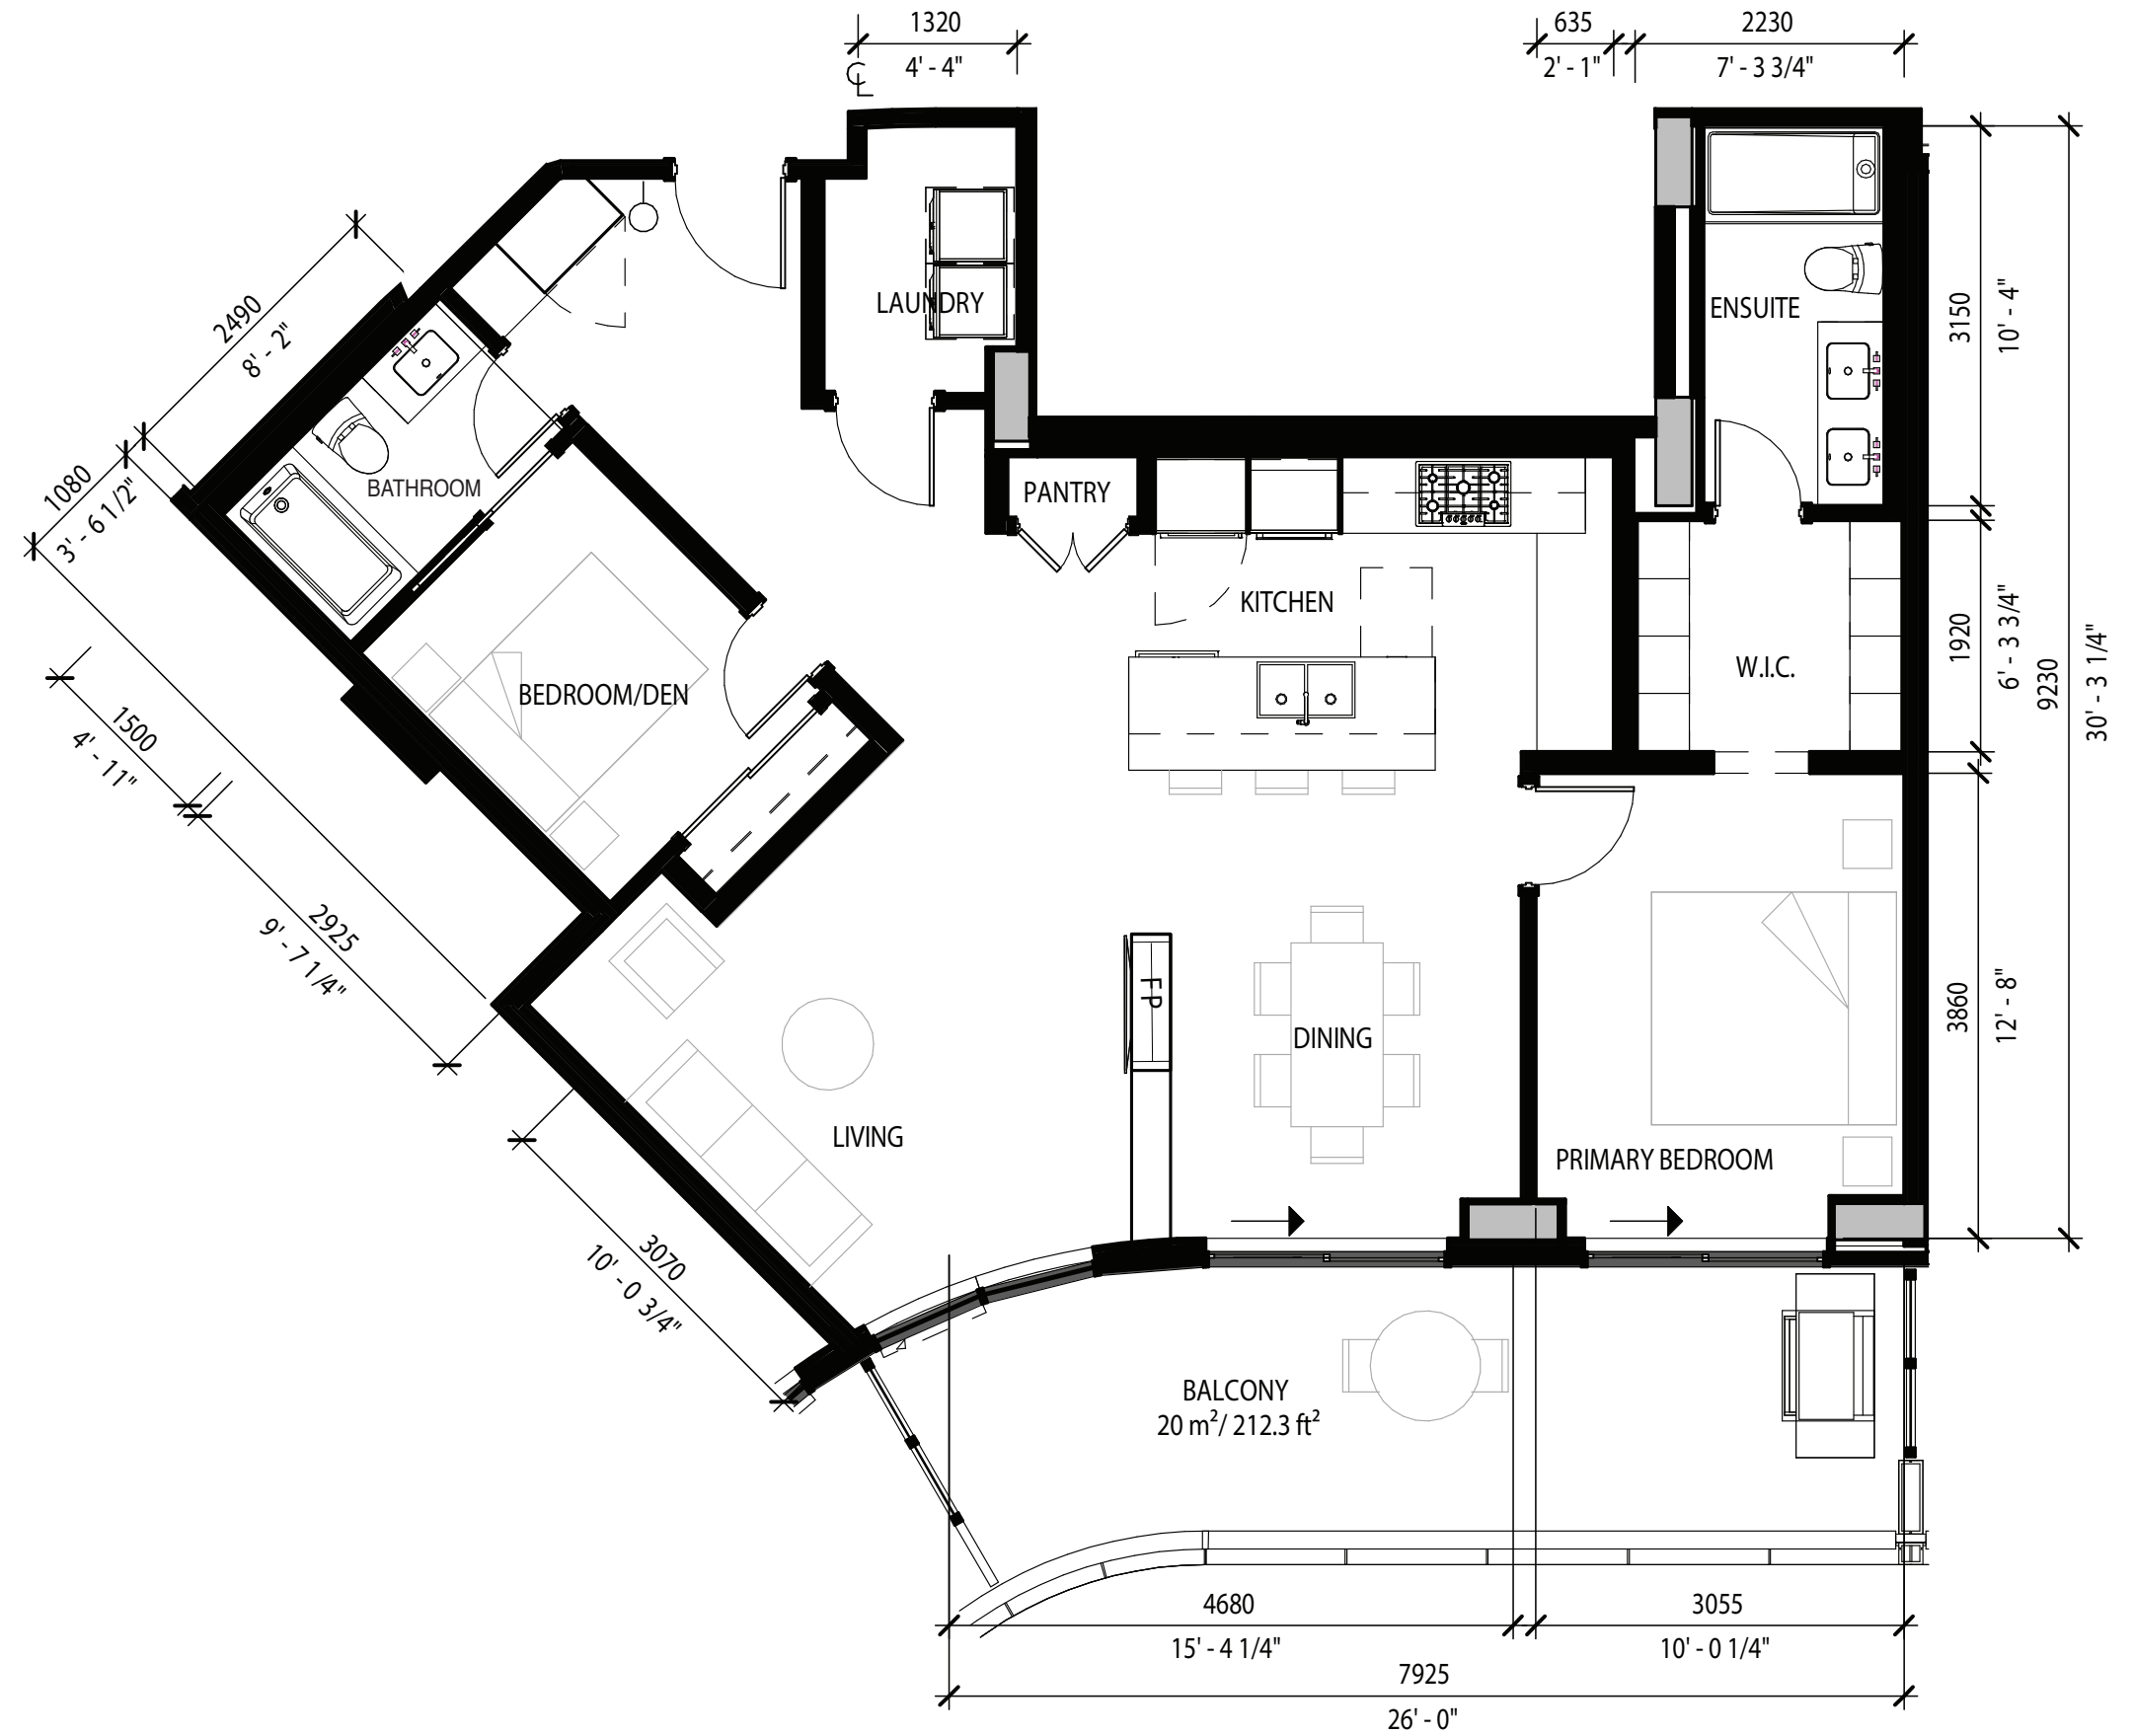 1320
4' - 4"
635
2' - 1"
2230
7' - 3 3/4"
℄
2490
8' - 2"
1080
3' - 6 1/2"
1500
4' - 11"
2925
9' - 7 1/4"
3070
10' - 0 3/4"
LAUNDRY
ENSUITE
BATHROOM
PANTRY
KITCHEN
W.I.C.
BEDROOM/DEN
FP
DINING
LIVING
PRIMARY BEDROOM
BALCONY
20 m²/ 212.3 ft²
3150
10' - 4"
1920
6' - 3 3/4"
9230
30' - 3 1/4"
3860
12' - 8"
4680
15' - 4 1/4"
3055
10' - 0 1/4"
7925
26' - 0"